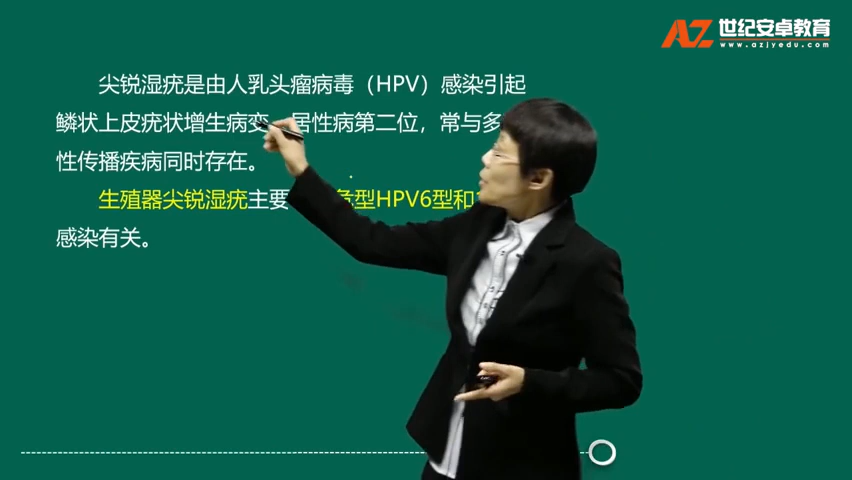 世纪安卓教育
www.azjyedu.com
尖锐湿疣是由人乳头瘤病毒（HPV）感染引起
鳞状上皮疣状增生病变，居性病第二位，常与多
性传播疾病同时存在。
生殖器尖锐湿疣主要 危型HPV6型和
感染有关。